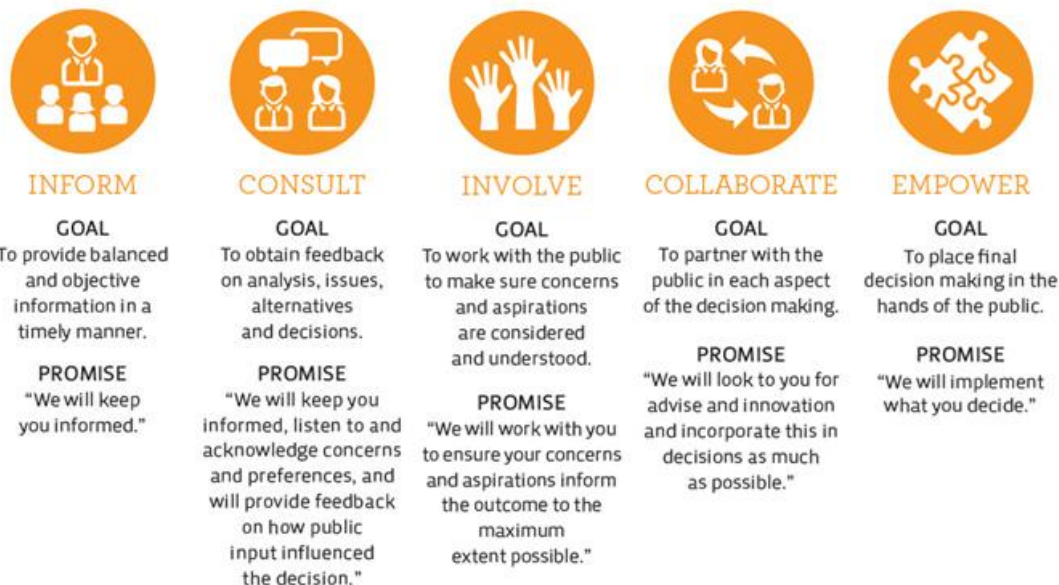 INFORM
GOAL
To provide balanced
and objective
information in a
timely manner.
PROMISE
“We will keep
you informed.”
CONSULT
GOAL
To obtain feedback
on analysis, issues,
alternatives
and decisions.
PROMISE
“We will keep you
informed, listen to and
acknowledge concerns
and preferences, and
will provide feedback
on how public
input influenced
the decision.”
INVOLVE
GOAL
To work with the public
to make sure concerns
and aspirations
are considered
and understood.
PROMISE
“We will work with you
to ensure your concerns
and aspirations inform
the outcome to the
maximum
extent possible.”
COLLABORATE
GOAL
To partner with the
public in each aspect
of the decision making.
PROMISE
“We will look to you for
advise and innovation
and incorporate this in
decisions as much
as possible.”
EMPOWER
GOAL
To place final
decision making in the
hands of the public.
PROMISE
“We will implement
what you decide.”